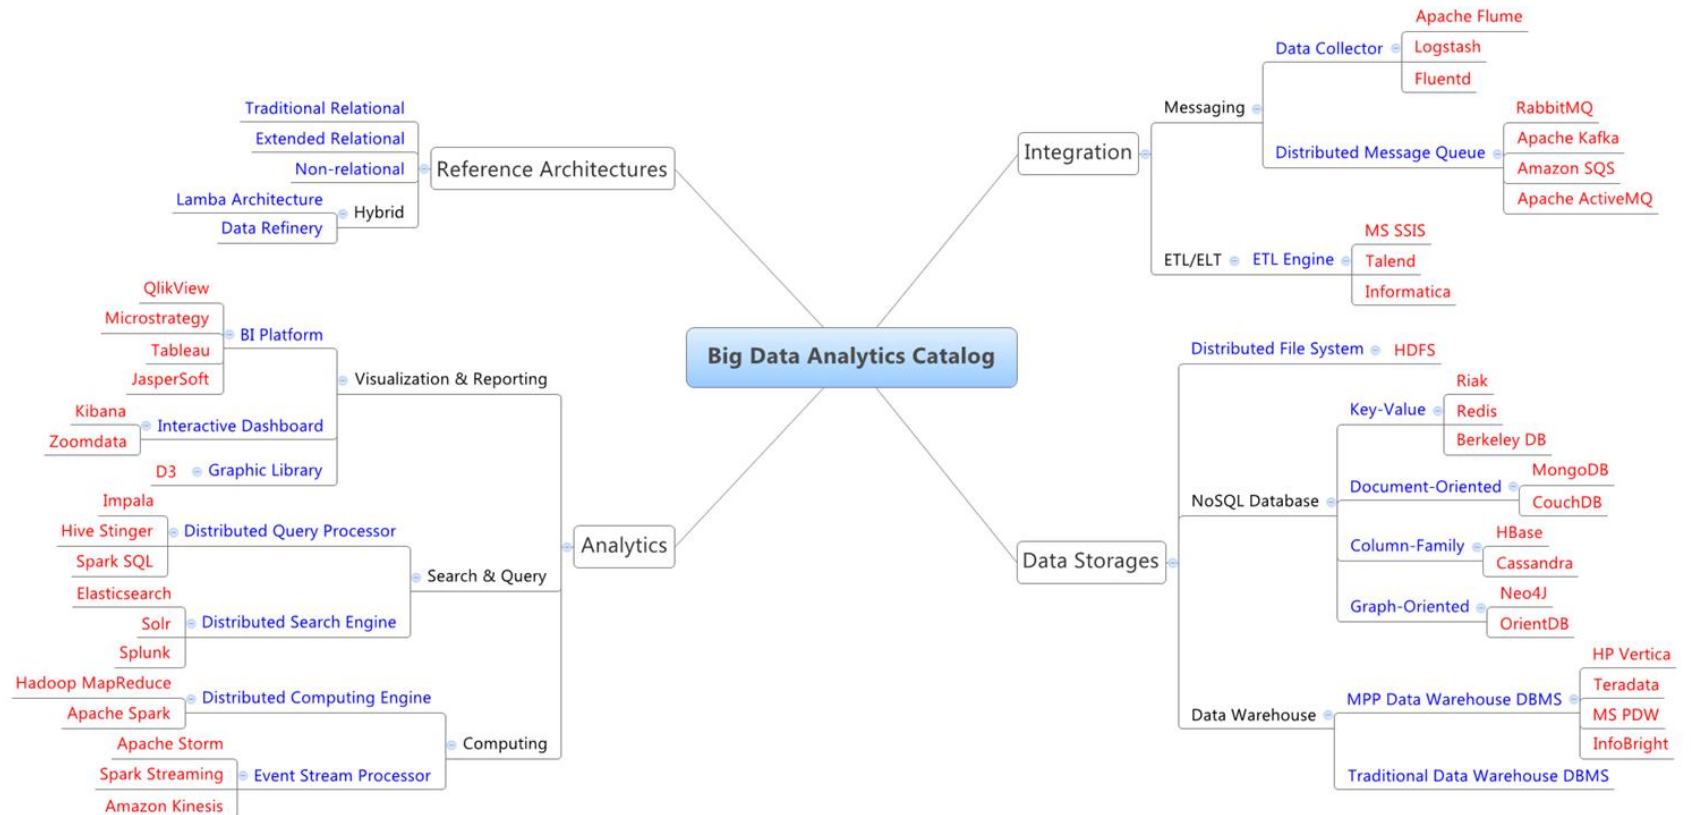 Big Data Analytics Catalog
Reference Architectures
Traditional Relational
Extended Relational
Non-relational
Hybrid
Lamba Architecture
Data Refinery
Analytics
Visualization & Reporting
BI Platform
QlikView
Microstrategy
Tableau
JasperSoft
Interactive Dashboard
Kibana
Zoomdata
Graphic Library
D3
Search & Query
Distributed Query Processor
Impala
Hive Stinger
Spark SQL
Distributed Search Engine
Elasticsearch
Solr
Splunk
Computing
Distributed Computing Engine
Hadoop MapReduce
Apache Spark
Event Stream Processor
Apache Storm
Spark Streaming
Amazon Kinesis
Integration
Messaging
Data Collector
Apache Flume
Logstash
Fluentd
Distributed Message Queue
RabbitMQ
Apache Kafka
Amazon SQS
Apache ActiveMQ
ETL/ELT
ETL Engine
MS SSIS
Talend
Informatica
Data Storages
Distributed File System
HDFS
NoSQL Database
Key-Value
Riak
Redis
Berkeley DB
Document-Oriented
MongoDB
CouchDB
Column-Family
HBase
Cassandra
Graph-Oriented
Neo4J
OrientDB
Data Warehouse
MPP Data Warehouse DBMS
HP Vertica
Teradata
MS PDW
InfoBright
Traditional Data Warehouse DBMS